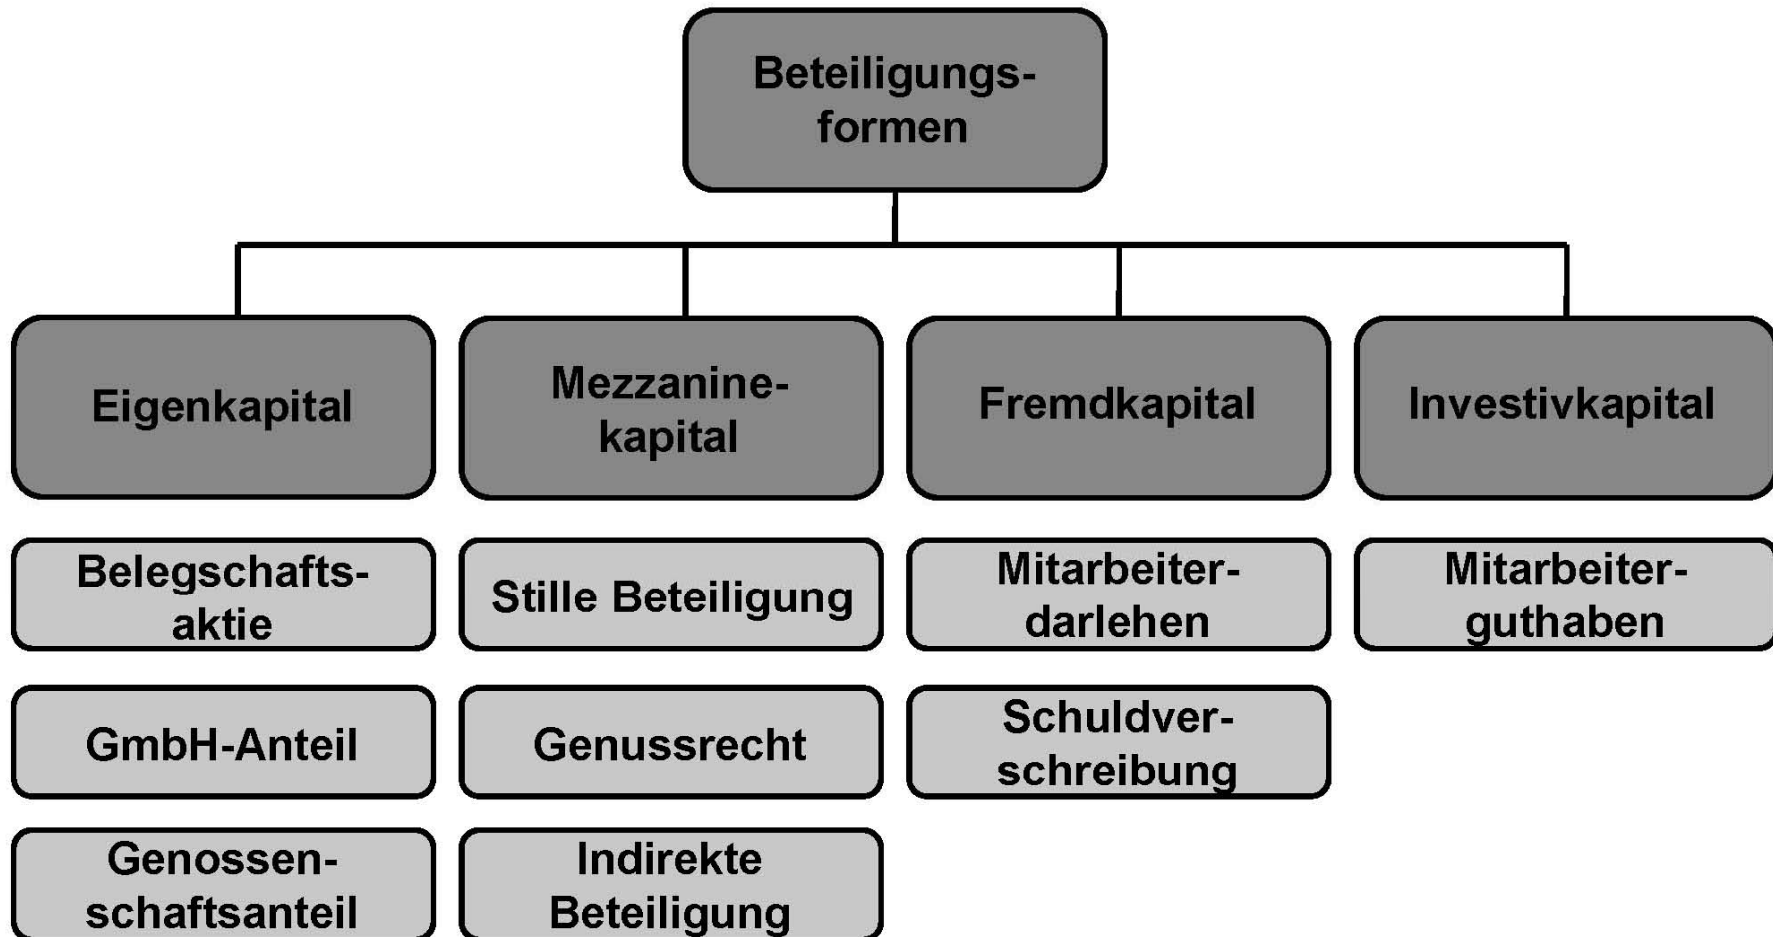 Beteiligungs-
formen
Eigenkapital
Mezzanine-
kapital
Fremdkapital
Investivkapital
Belegschafts-
aktie
Stille Beteiligung
Mitarbeiter-
darlehen
Mitarbeiter-
guthaben
GmbH-Anteil
Genussrecht
Schuldver-
schreibung
Genossen-
schaftsanteil
Indirekte
Beteiligung